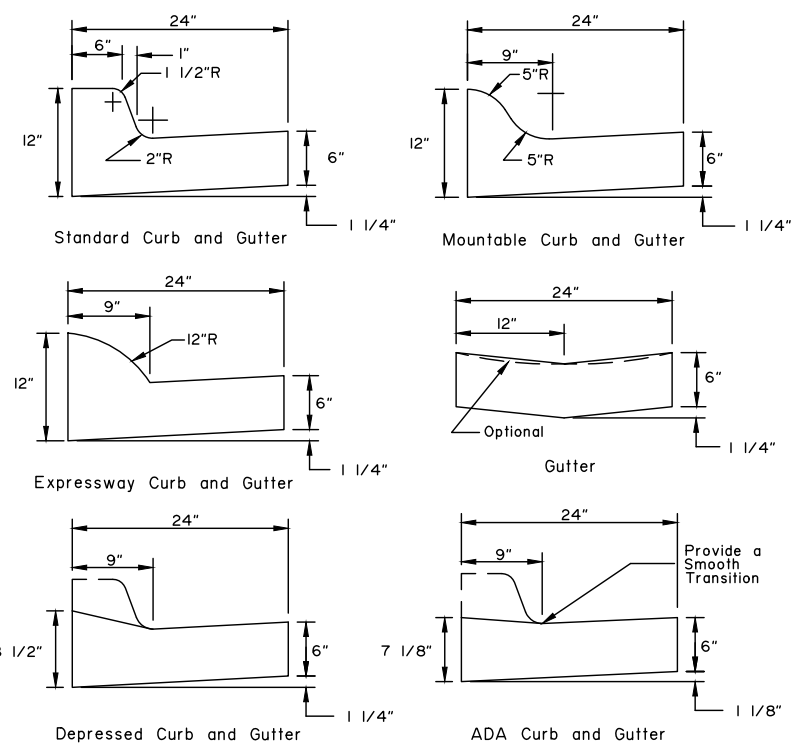 24"
6"
1"
1 1/2"R
12"
2"R
6"
1 1/4"
Standard Curb and Gutter
24"
9"
5"R
12"
5"R
6"
1 1/4"
Mountable Curb and Gutter
24"
9"
12"R
12"
6"
1 1/4"
Expressway Curb and Gutter
24"
12"
6"
Optional
1 1/4"
Gutter
24"
9"
1/2"
6"
1 1/4"
Depressed Curb and Gutter
24"
9"
Provide a
Smooth
Transition
7 1/8"
6"
1 1/8"
ADA Curb and Gutter